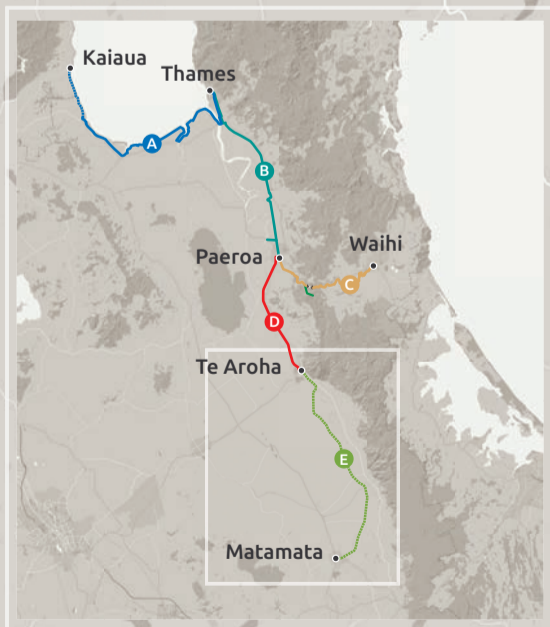 Kaiaua
Thames
A
B
Paeroa
Waihi
C
D
Te Aroha
E
Matamata